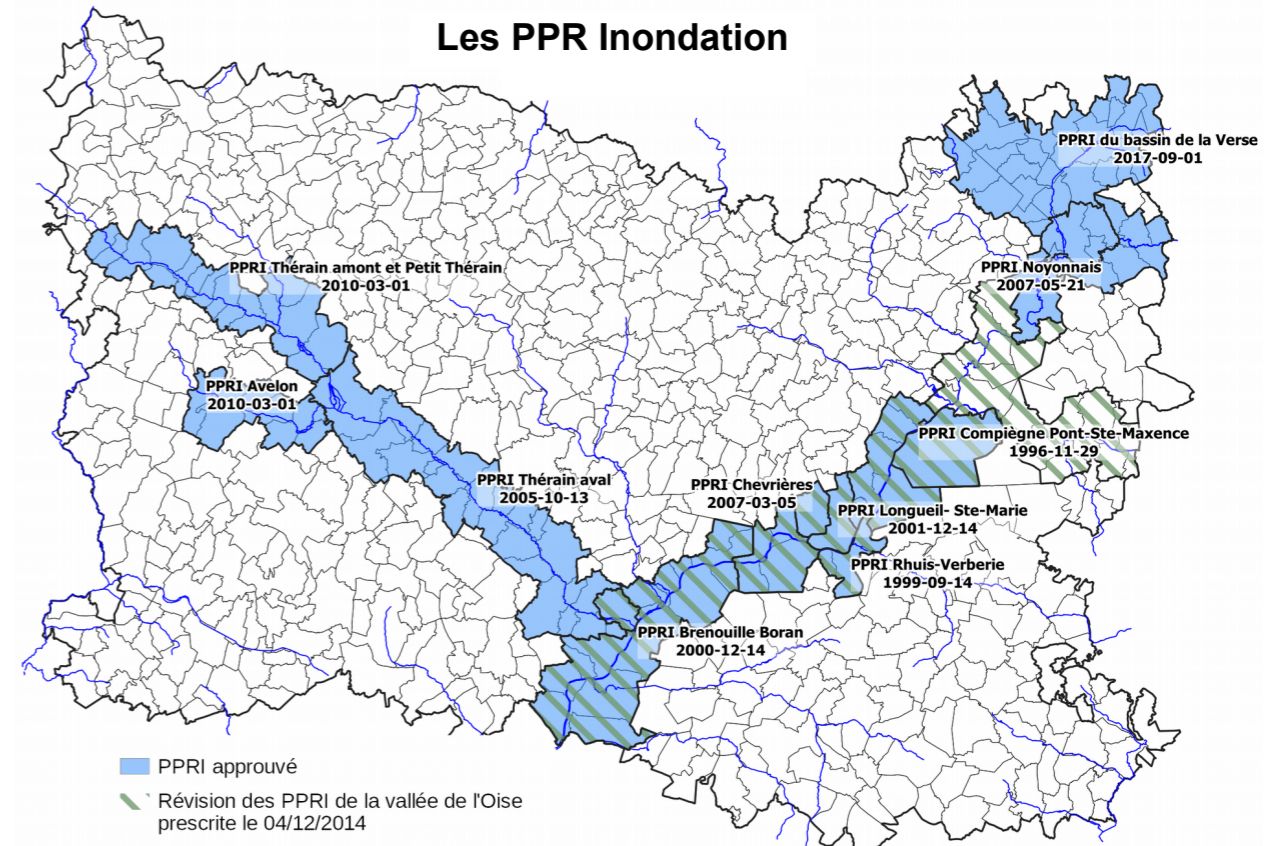 Les PPR Inondation
PPRI du bassin de la Verse
2017-09-01
PPRI Thérain amont et Petit Thérain
2010-03-01
PPRI Noyonnais
2007-05-21
PPRI Avelon
2010-03-01
PPRI Compiègne Pont-Ste-Maxence
1996-11-29
PPRI Thérain aval
2005-10-13
PPRI Chevrières
2007-03-05
PPRI Longueil- Ste-Marie
2001-12-14
PPRI Rhuis-Verberie
1999-09-14
PPRI Brenouille Boran
2000-12-14
PPRI approuvé
Révision des PPRI de la vallée de l'Oise
prescrite le 04/12/2014